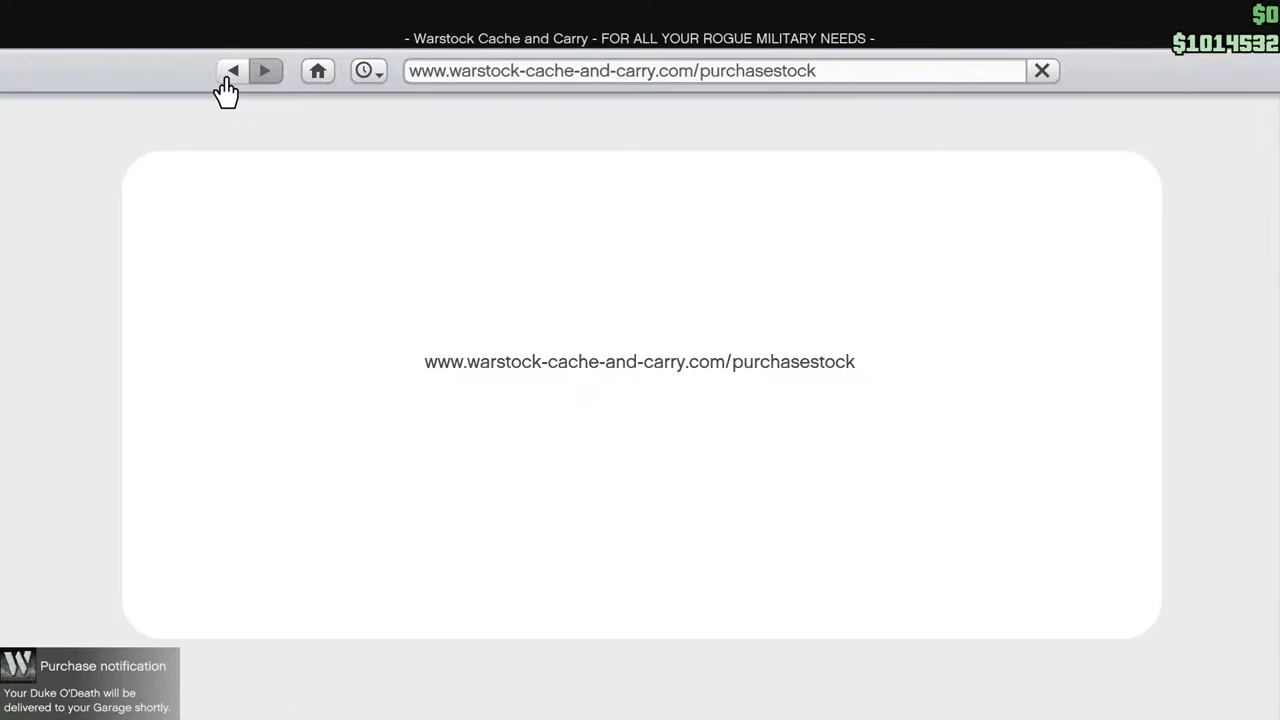 $0
- Warstock Cache and Carry - FOR ALL YOUR ROGUE MILITARY NEEDS -
$1014532
www.warstock-cache-and-carry.com/purchasestock
www.warstock-cache-and-carry.com/purchasestock
W
Purchase notification
Your Duke O'Death will be
delivered to your Garage shortly.